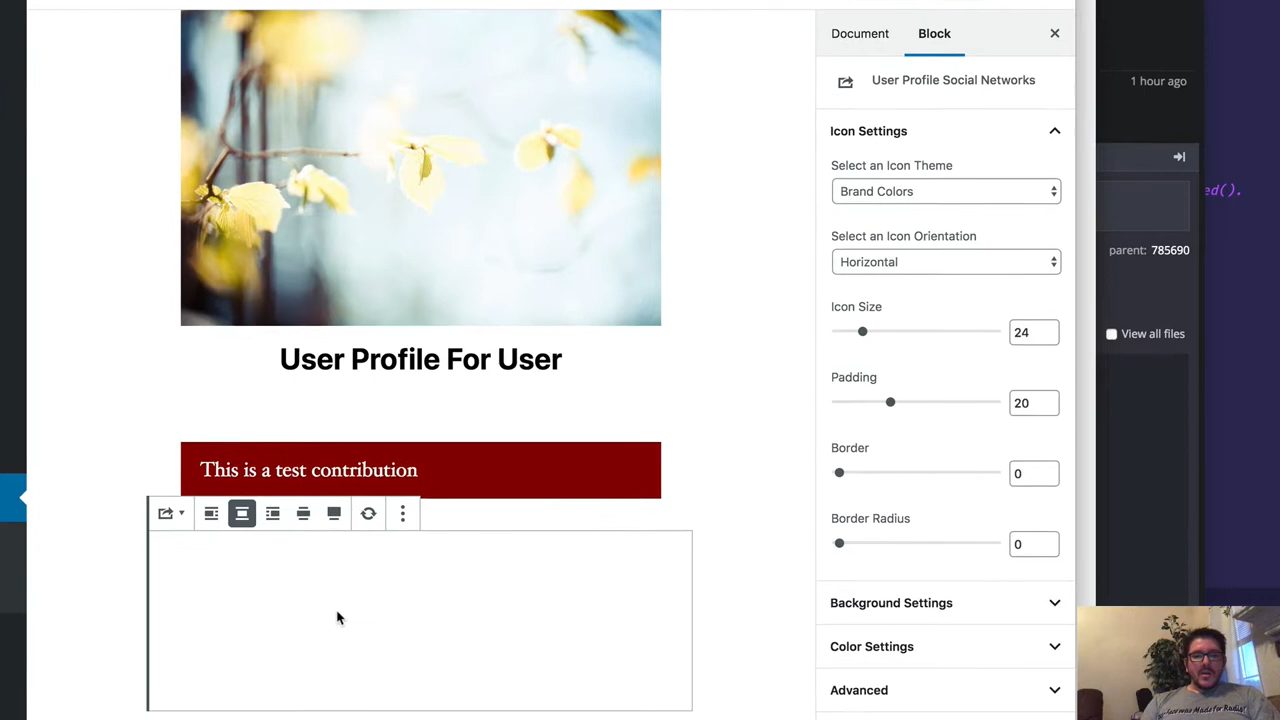 Document
Block
User Profile Social Networks
1 hour ago
Icon Settings
Select an Icon Theme
Brand Colors
ed().
parent: 785690
Select an Icon Orientation
Horizontal
Icon Size
24
View all files
User Profile For User
Padding
20
Border
0
This is a test contribution
Border Radius
0
Background Settings
Color Settings
Advanced